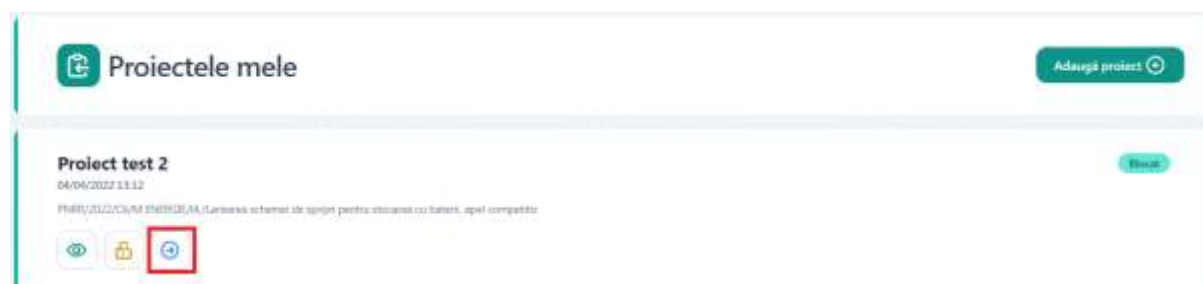 Proiectele mele
Adaugă proiect
Proiect test 2
Blocat
04/04/2022 13:12
PNRR/2022/C6/M ENERGIE/ /Lansarea schemei de sprijin pentru stocarea cu baterii, apel competitiv